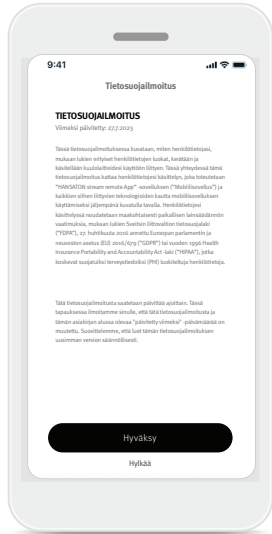 9:41
Tietosuojailmoitus
TIETOSUOJAILMOITUS
Viimeksi päivitetty: 27.7.2023
Tässä tietosuojailmoituksessa kuvataan, miten henkilötietojasi,
mukaan lukien erityiset henkilötietojen luokat, kerätään ja
käsitellään kuulolaitteidesi käyttöön liittyen. Tässä yhteydessä tämä
tietosuojailmoitus kattaa henkilötietojesi käsittelyn, joka toteutetaan
"HANSATON stream remote App" -sovelluksen ("Mobiilisovellus") ja
kaikkien siihen liittyvien teknologioiden kautta mobiilisovelluksen
käyttämiseksi jäljempänä kuvatulla tavalla. Henkilötietojesi
käsittelyssä noudatetaan maakohtaisesti paikallisen lainsäädännön
vaatimuksia, mukaan lukien Sveitsin liittovaltion tietosuojalaki
("FDPA"), 27. huhtikuuta 2016 annettu Euroopan parlamentin ja
neuvoston asetus (EU) 2016/679 ("GDPR") tai vuoden 1996 Health
Insurance Portability and Accountability Act -laki ("HIPAA"), jotka
koskevat suojatuiksi terveystiedoiksi (PHI) luokiteltuja henkilötietoja.
Tätä tietosuojailmoitusta saatetaan päivittää ajoittain. Tässä
tapauksessa ilmoitamme sinulle, että tätä tietosuojailmoitusta ja
tämän asiakirjan alussa olevaa "päivitetty viimeksi" -päivämäärää on
muutettu. Suosittelemme, että luet tämän tietosuojailmoituksen
uusimman version säännöllisesti.
Hyväksy
Hylkää